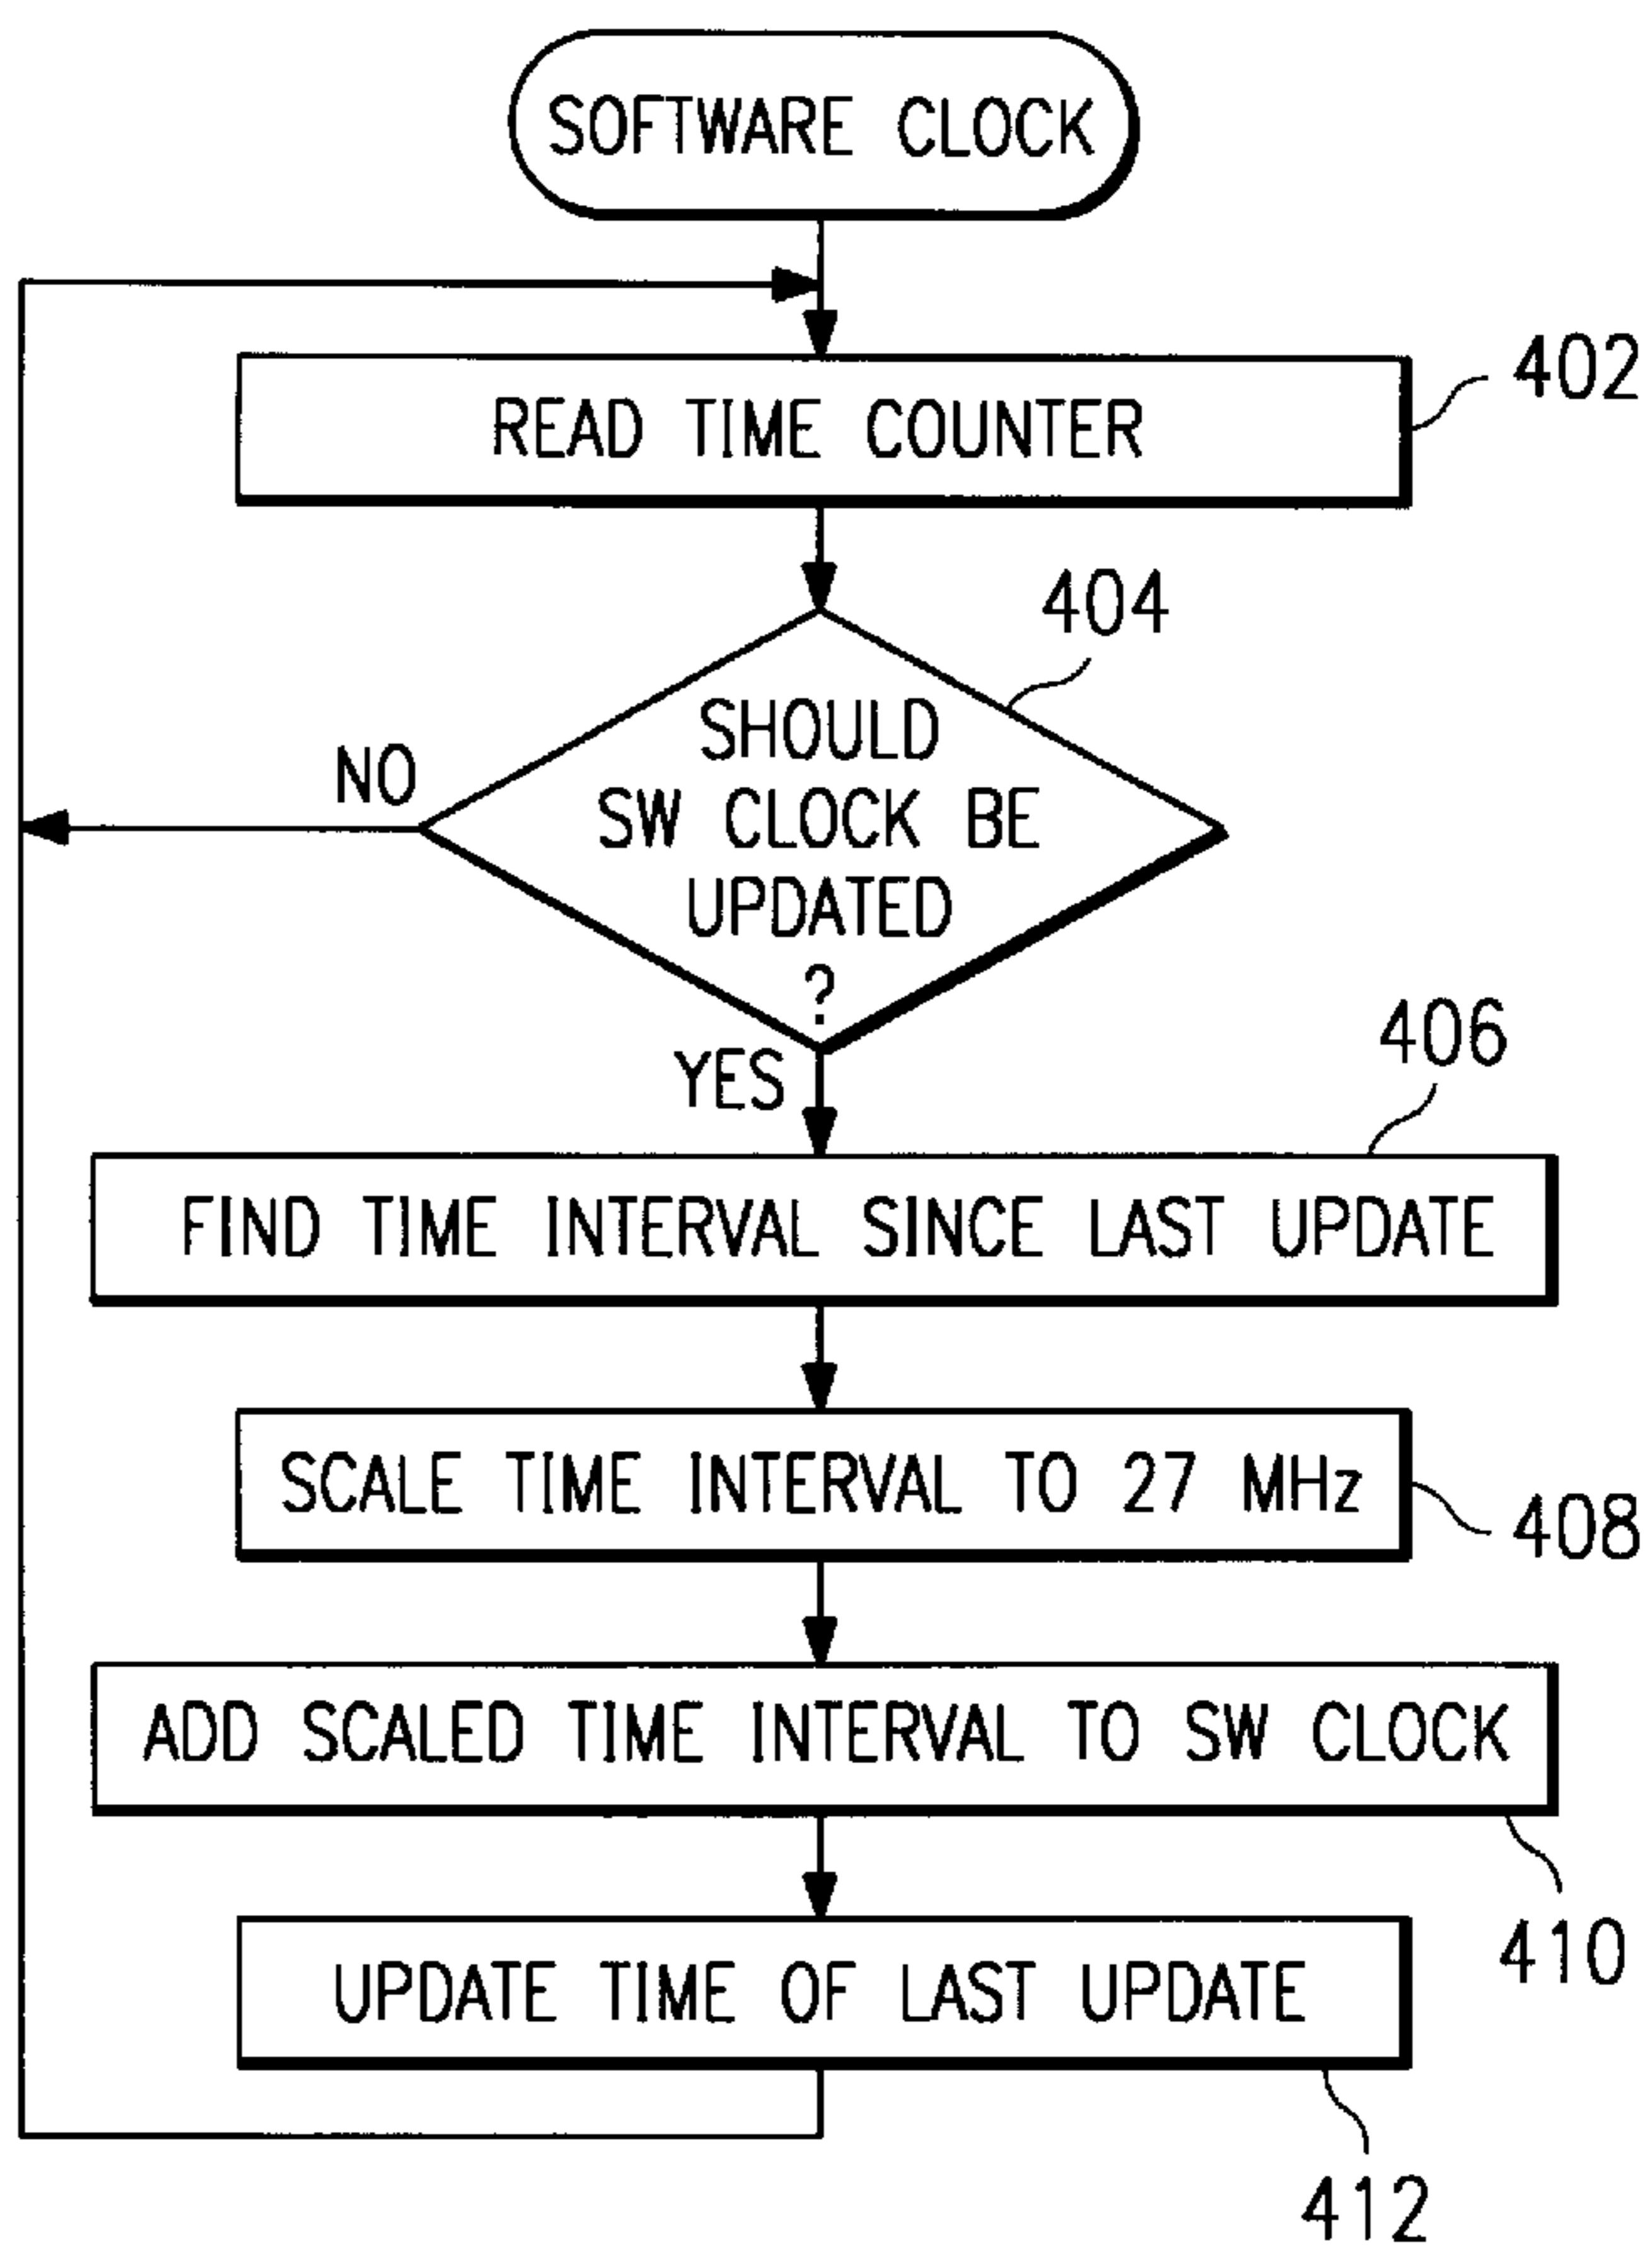 SOFTWARE CLOCK
402
READ TIME COUNTER
404
SHOULD
SW CLOCK BE
UPDATED
?
NO
YES
406
FIND TIME INTERVAL SINCE LAST UPDATE
SCALE TIME INTERVAL TO 27 MHz
408
ADD SCALED TIME INTERVAL TO SW CLOCK
410
UPDATE TIME OF LAST UPDATE
412